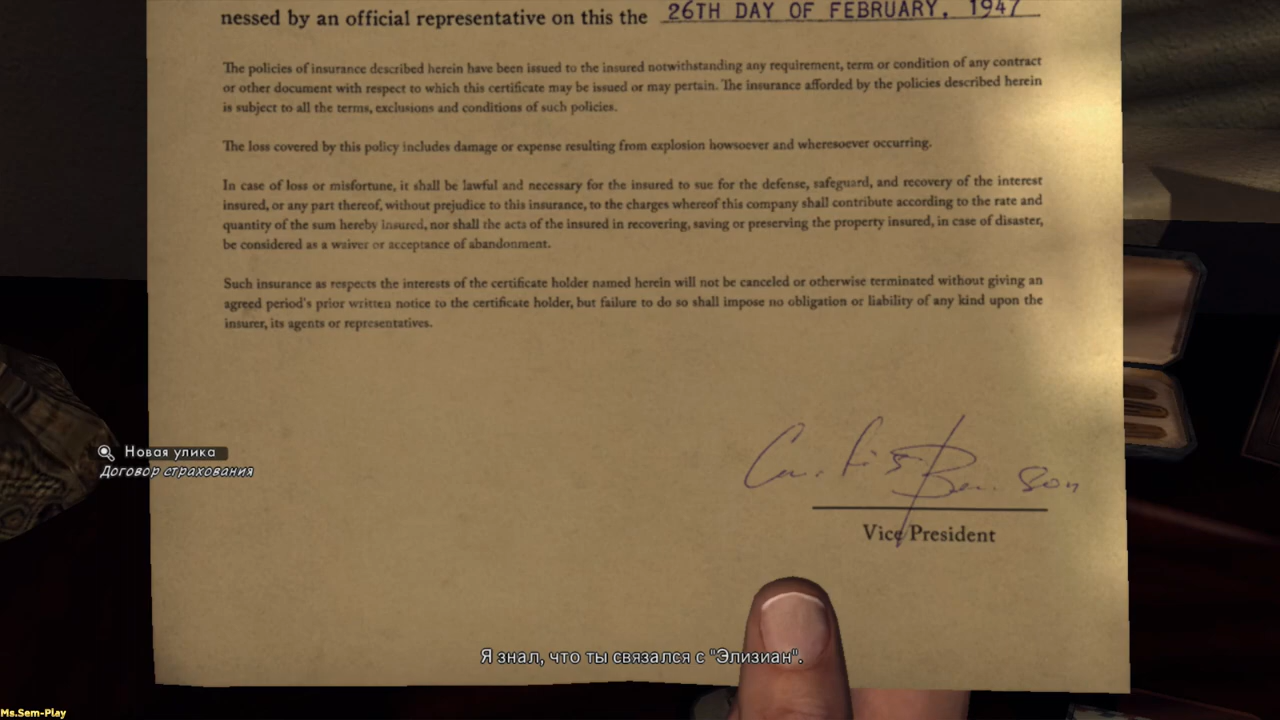 nessed by an official representative on this the 26TH DAY OF FEBRUARY, 1947
The policies of insurance described herein have been issued to the insured notwithstanding any requirement, term or condition of any contract
or other document with respect to which this certificate may be issued or may pertain. The insurance afforded by the policies described herein
is subject to all the terms, exclusions and conditions of such policies.
The loss covered by this policy includes damage or expense resulting from explosion howsoever and wheresoever occurring.
In case of loss or misfortune, it shall be lawful and necessary for the insured to sue for the defense, safeguard, and recovery of the interest
insured, or any part thereof, without prejudice to this insurance, to the charges whereof this company shall contribute according to the rate and
quantity of the sum hereby insured, nor shall the acts of the insured in recovering, saving or preserving the property insured, in case of disaster,
be considered as a waiver or acceptance of abandonment.
Such insurance as respects the interests of the certificate holder named herein will not be canceled or otherwise terminated without giving an
agreed period's prior written notice to the certificate holder, but failure to do so shall impose no obligation or liability of any kind upon the
insurer, its agents or representatives.
Новая улика
Договор страхования
Vice President
Я знал, что ты связался с "Элизиан".
Ms.Sem-Play